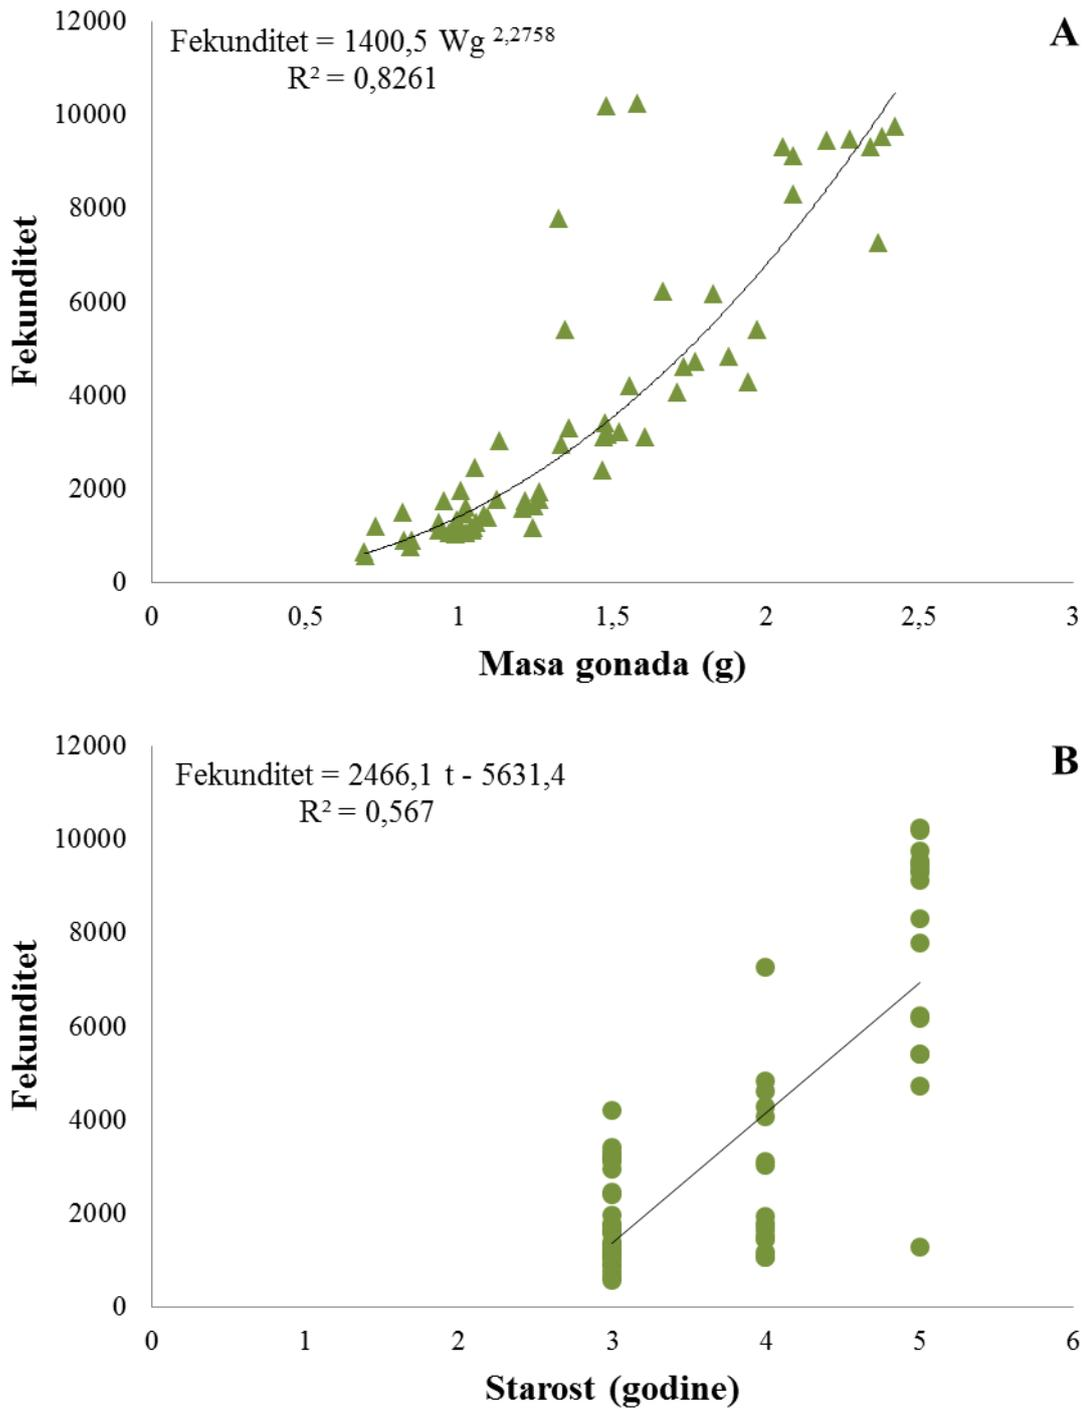 A
Fekunditet = 1400,5 Wg 2,2758
R² = 0,8261
12000
10000
8000
6000
4000
2000
0
Fekunditet
0 0,5 1 1,5 2 2,5 3
Masa gonada (g)
B
Fekunditet = 2466,1 t - 5631,4
R² = 0,567
12000
10000
8000
6000
4000
2000
0
Fekunditet
0 1 2 3 4 5 6
Starost (godine)